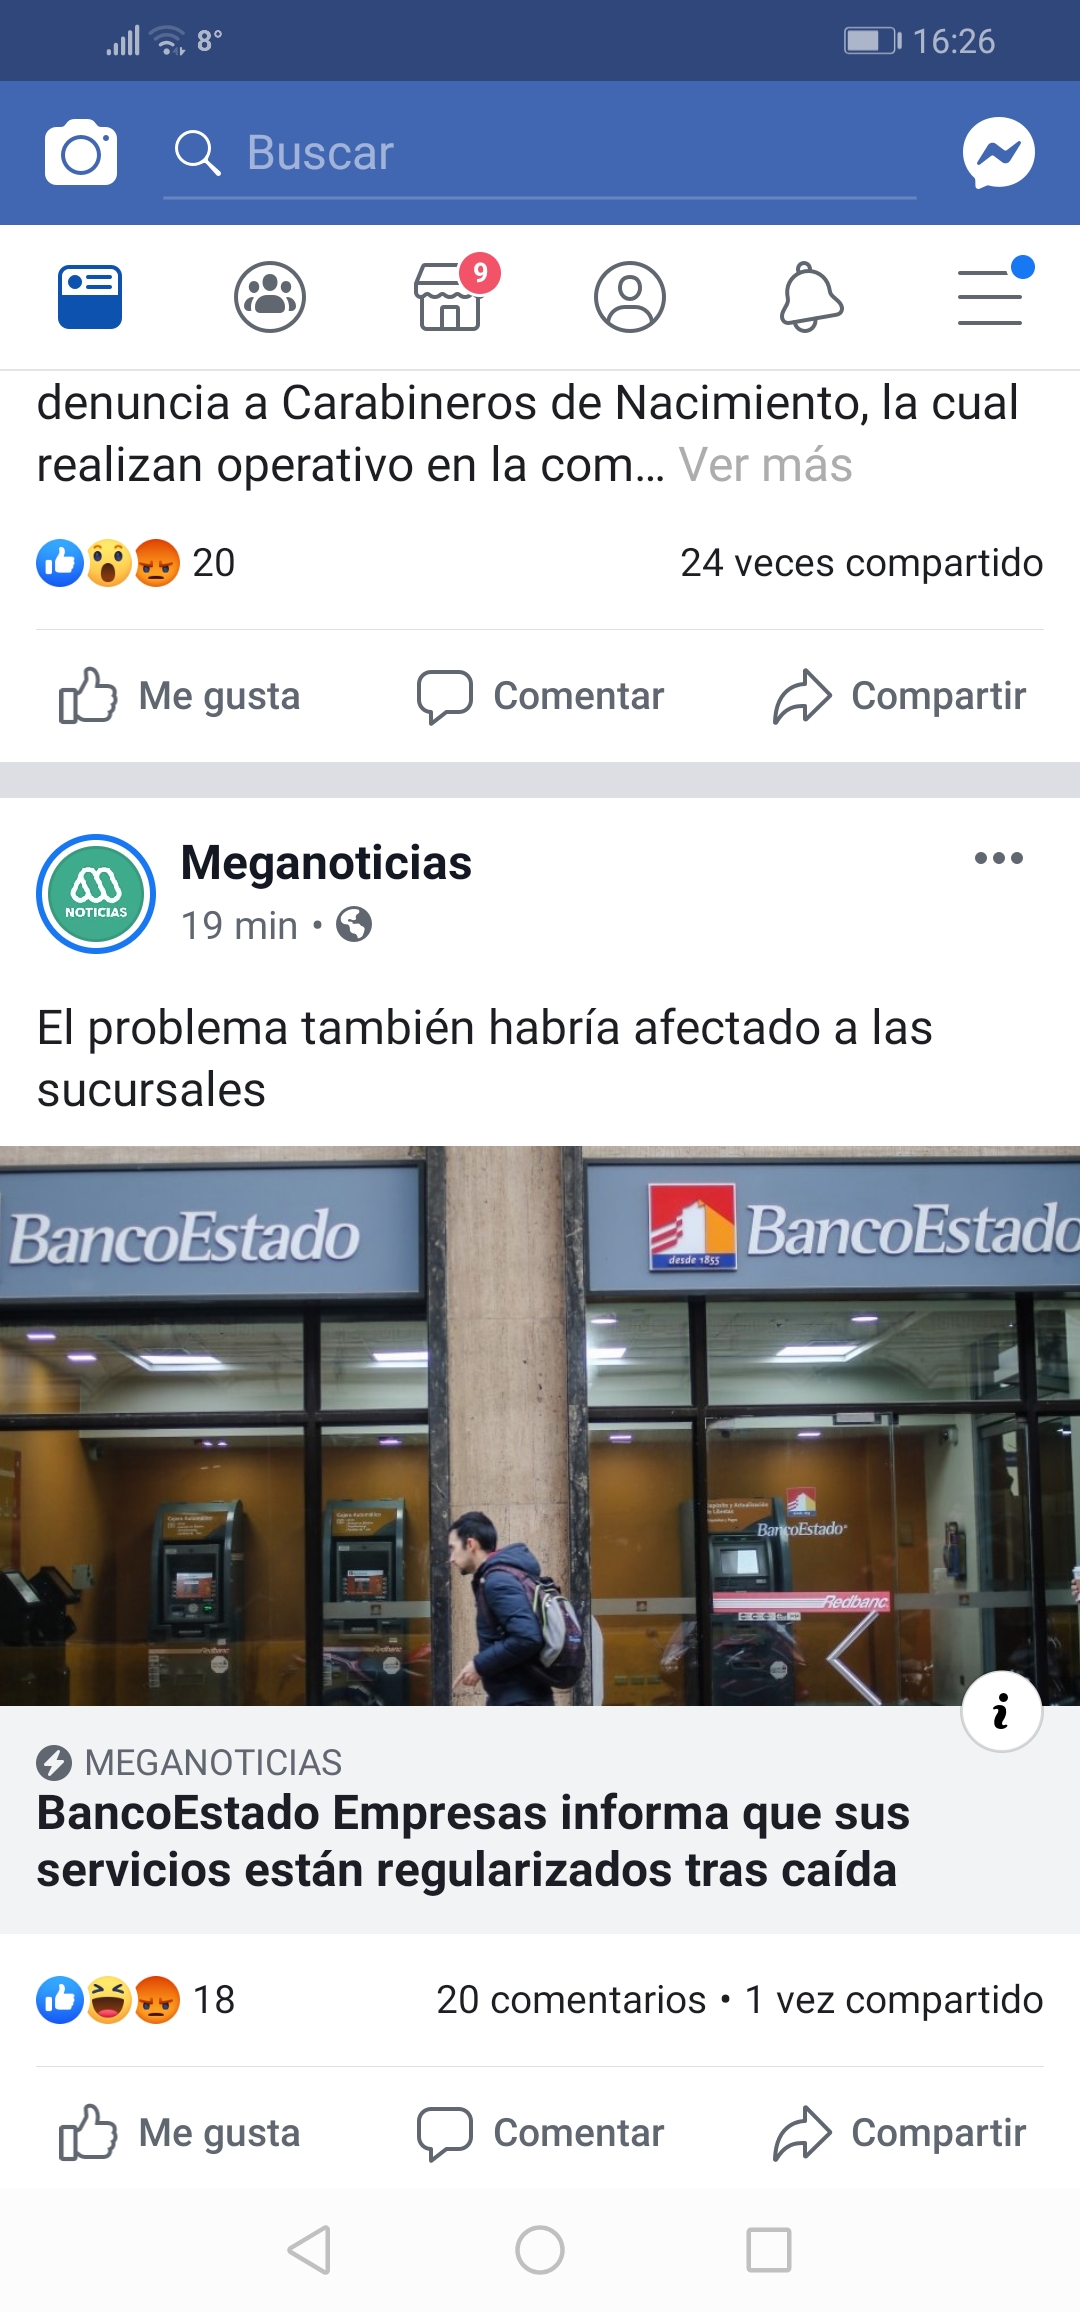 8°
16:26
Buscar
9
denuncia a Carabineros de Nacimiento, la cual
realizan operativo en la com... Ver más
20
24 veces compartido
Me gusta
Comentar
Compartir
NOTICIAS
Meganoticias
19 min •
El problema también habría afectado a las
sucursales
BancoEstado
desde 1855
BancoEstado
BancoEstado
Redbanc
MEGANOTICIAS
BancoEstado Empresas informa que sus
servicios están regularizados tras caída
18
20 comentarios • 1 vez compartido
Me gusta
Comentar
Compartir